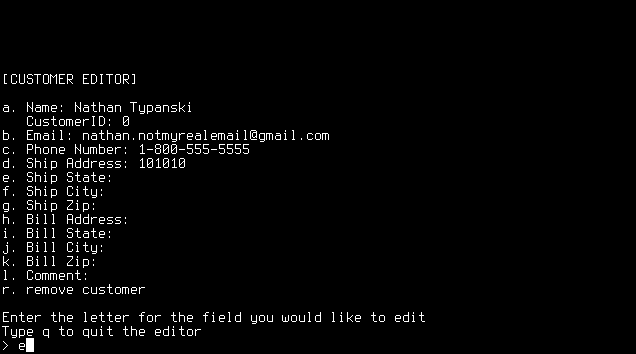 [CUSTOMER EDITOR]
a. Name: Nathan Typanski
CustomerID: 0
b. Email: nathan.notmyrealemail@gmail.com
c. Phone Number: 1-800-555-5555
d. Ship Address: 101010
e. Ship State:
f. Ship City:
g. Ship Zip:
h. Bill Address:
i. Bill State:
j. Bill City:
k. Bill Zip:
l. Comment:
r. remove customer
Enter the letter for the field you would like to edit
Type q to quit the editor
> e